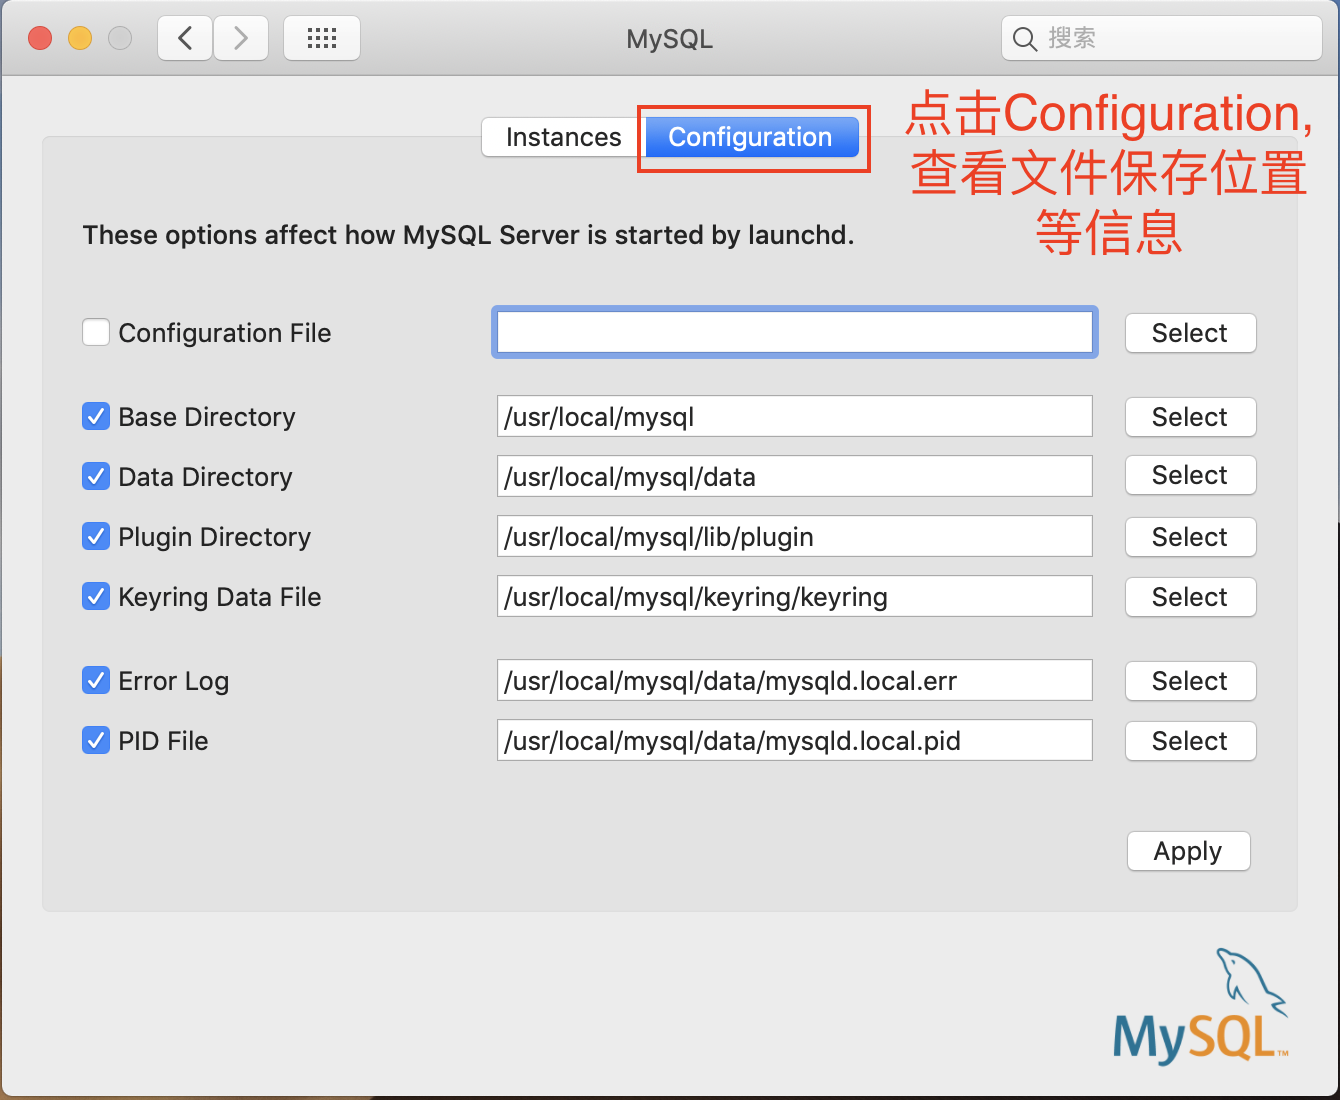 MySQL
搜索
Instances
Configuration
点击Configuration,
查看文件保存位置
等信息
These options affect how MySQL Server is started by launchd.
Configuration File
Select
Base Directory
/usr/local/mysql
Select
Data Directory
/usr/local/mysql/data
Select
Plugin Directory
/usr/local/mysql/lib/plugin
Select
Keyring Data File
/usr/local/mysql/keyring/keyring
Select
Error Log
/usr/local/mysql/data/mysqld.local.err
Select
PID File
/usr/local/mysql/data/mysqld.local.pid
Select
Apply
MySQL™